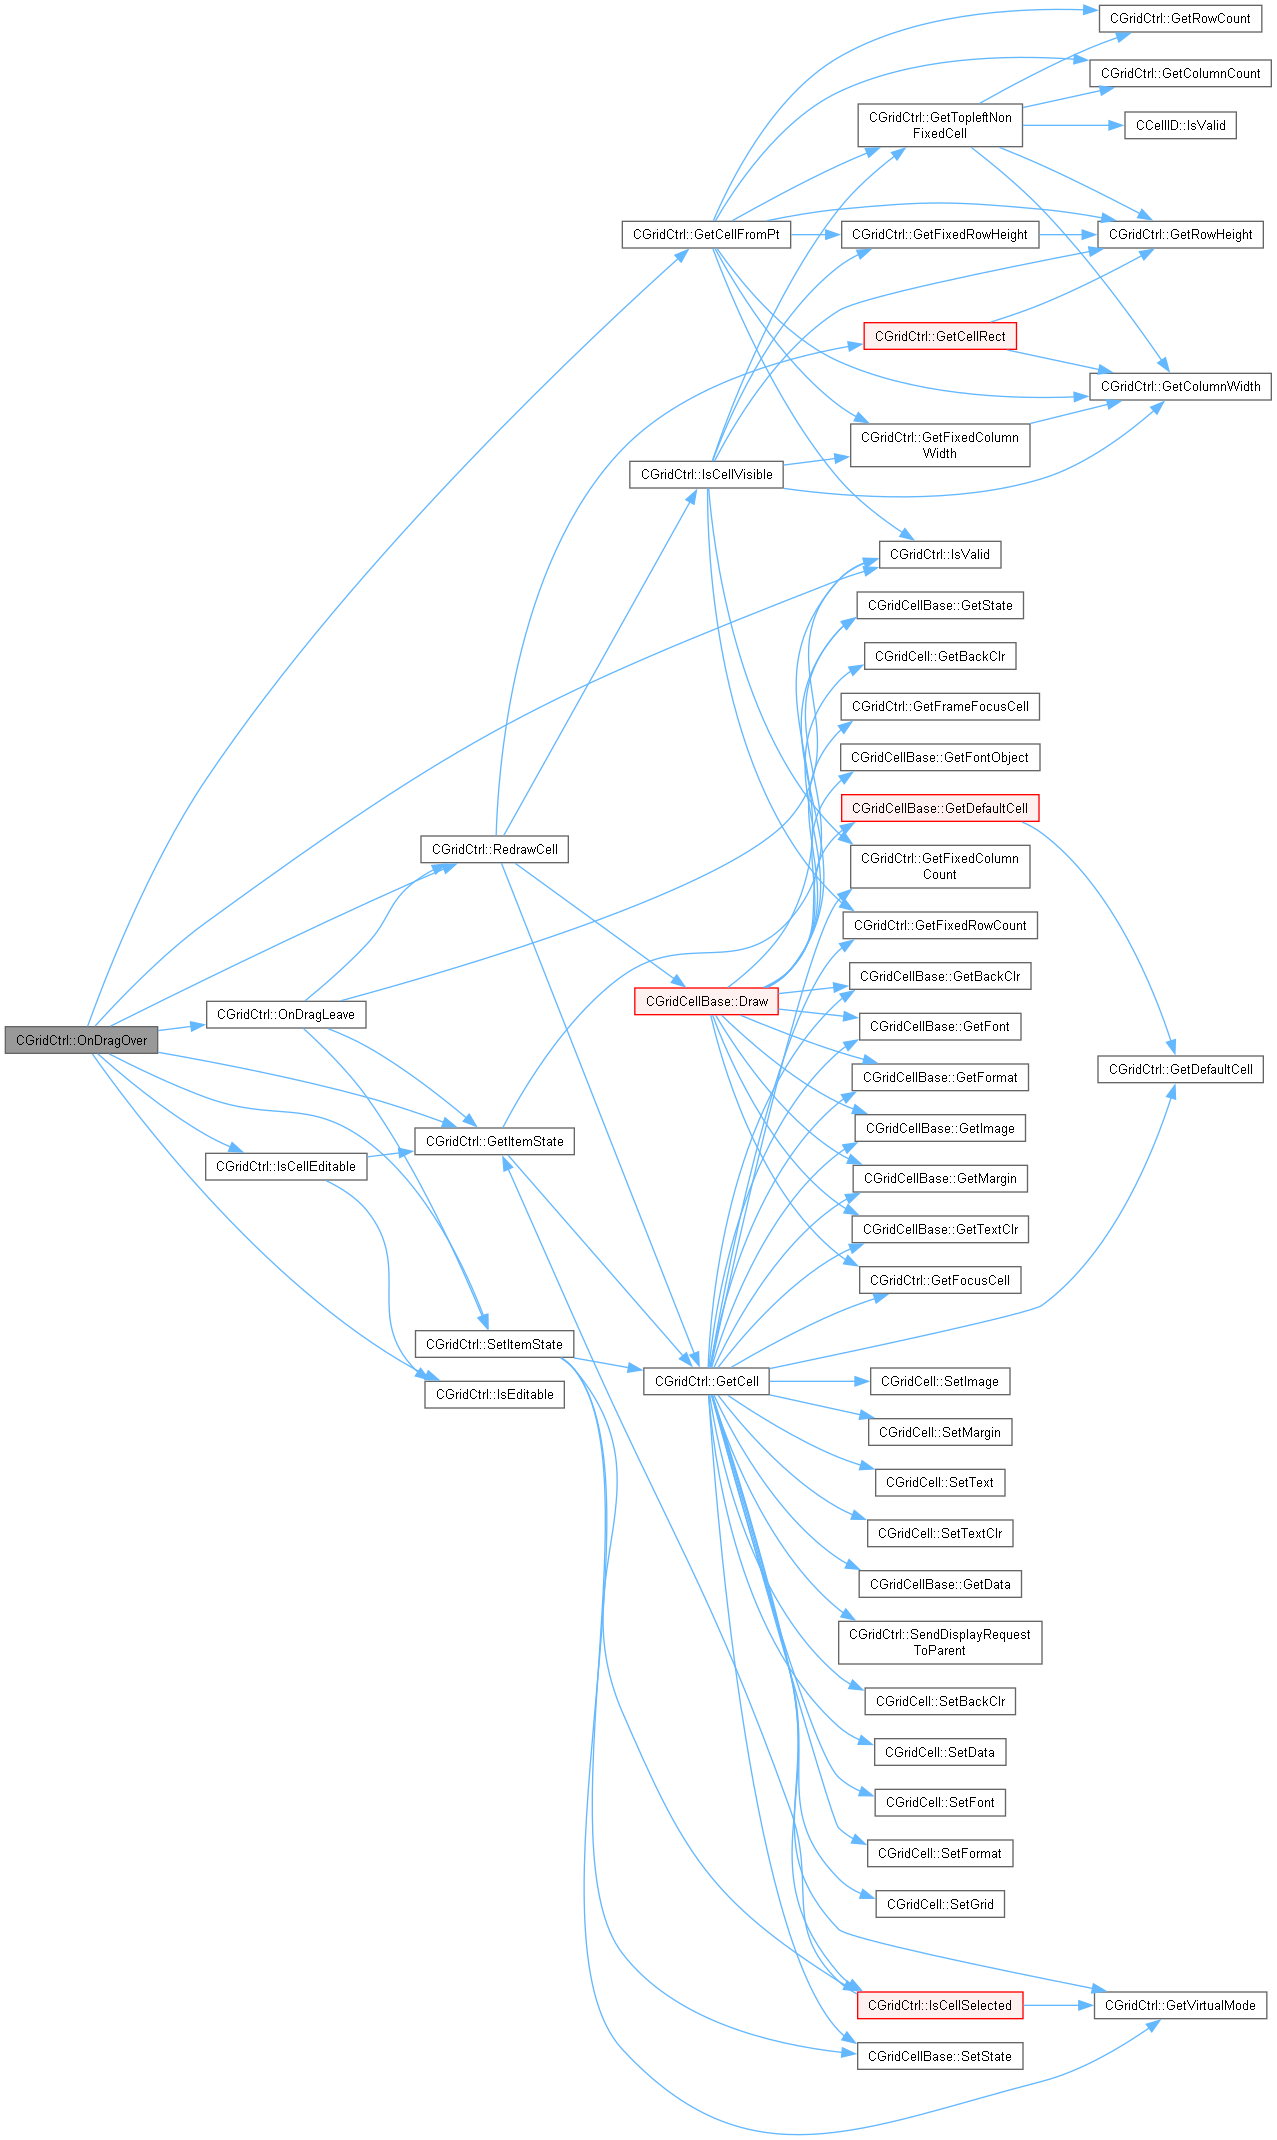 CGridCtrl::GetRowCount
CGridCtrl::GetColumnCount
CGridCtrl::GetTopleftNon
FixedCell
CCellID::IsValid
CGridCtrl::GetCellFromPt
CGridCtrl::GetFixedRowHeight
CGridCtrl::GetRowHeight
CGridCtrl::GetCellRect
CGridCtrl::GetColumnWidth
CGridCtrl::GetFixedColumn
Width
CGridCtrl::IsCellVisible
CGridCtrl::IsValid
CGridCellBase::GetState
CGridCell::GetBackClr
CGridCtrl::GetFrameFocusCell
CGridCellBase::GetFontObject
CGridCellBase::GetDefaultCell
CGridCtrl::RedrawCell
CGridCtrl::GetFixedColumn
Count
CGridCtrl::GetFixedRowCount
CGridCellBase::GetBackClr
CGridCellBase::Draw
CGridCtrl::OnDragLeave
CGridCellBase::GetFont
CGridCtrl::OnDragOver
CGridCtrl::GetDefaultCell
CGridCellBase::GetFormat
CGridCellBase::GetImage
CGridCtrl::GetItemState
CGridCtrl::IsCellEditable
CGridCellBase::GetMargin
CGridCellBase::GetTextClr
CGridCtrl::GetFocusCell
CGridCtrl::SetItemState
CGridCtrl::GetCell
CGridCell::SetImage
CGridCtrl::IsEditable
CGridCell::SetMargin
CGridCell::SetText
CGridCell::SetTextClr
CGridCellBase::GetData
CGridCtrl::SendDisplayRequest
ToParent
CGridCell::SetBackClr
CGridCell::SetData
CGridCell::SetFont
CGridCell::SetFormat
CGridCell::SetGrid
CGridCtrl::IsCellSelected
CGridCtrl::GetVirtualMode
CGridCellBase::SetState